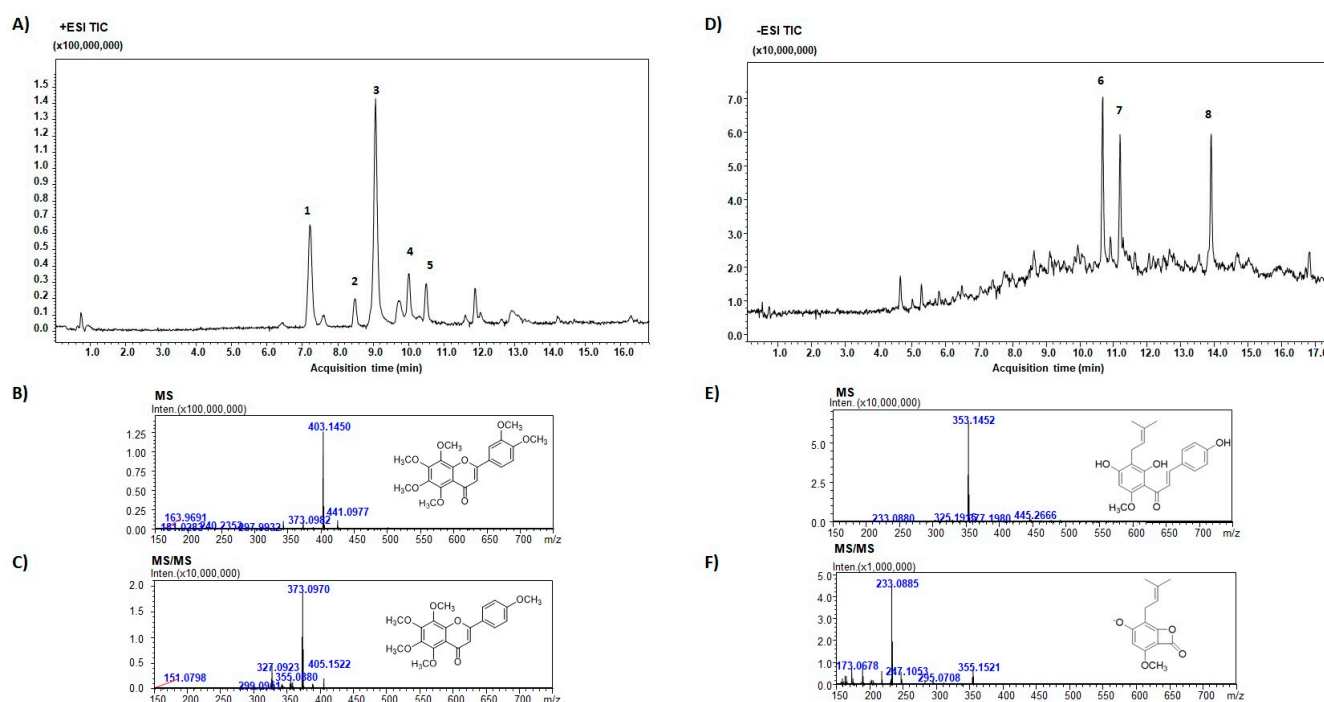 A)
+ESI TIC
(x100,000,000)
1.5
1.4
1.3
1.2
1.1
1.0
0.9
0.8
0.7
0.6
0.5
0.4
0.3
0.2
0.1
0.0
1
2
3
4
5
1.0 2.0 3.0 4.0 5.0 6.0 7.0 8.0 9.0 10.0 11.0 12.0 13.0 14.0 15.0 16.0
Acquisition time (min)
B)
MS
Inten.(x100,000,000)
1.25
1.00
0.75
0.50
0.25
0.00
403.1450
163.9691
240.2352
373.0982
441.0977
OCH₃
OCH₃
OCH₃
H₃CO
H₃CO
OCH₃
O
O
150 200 250 300 350 400 450 500 550 600 650 700 m/z
C)
MS/MS
Inten.(x10,000,000)
2.0
1.5
1.0
0.5
0.0
373.0970
327.0923
405.1522
151.0798
355.0880
OCH₃
OCH₃
H₃CO
H₃CO
OCH₃
O
O
150 200 250 300 350 400 450 500 550 600 650 700 m/z
D)
-ESI TIC
(x10,000,000)
7.0
6.0
5.0
4.0
3.0
2.0
1.0
0.0
6
7
8
1.0 2.0 3.0 4.0 5.0 6.0 7.0 8.0 9.0 10.0 11.0 12.0 13.0 14.0 15.0 16.0 17.0
Acquisition time (min)
E)
MS
Inten. (x10,000,000)
5.0
2.5
0.0
353.1452
233.0880
445.2666
OH
HO
OH
OCH₃
O
150 200 250 300 350 400 450 500 550 600 650 700 m/z
F)
MS/MS
Inten.(x1,000,000)
5.0
4.0
3.0
2.0
1.0
0.0
233.0885
173.0678
247.1053
295.0708
355.1521
-O
O
O
OCH₃
150 200 250 300 350 400 450 500 550 600 650 700 m/z